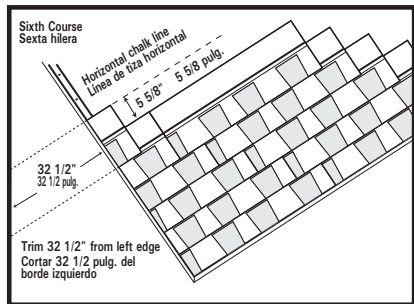 Sixth Course
Sexta hilera
Horizontal chalk line
Línea de tiza horizontal
5 5/8" 5 5/8 pulg.
32 1/2"
32 1/2 pulg.
Trim 32 1/2" from left edge
Cortar 32 1/2 pulg. del
borde izquierdo